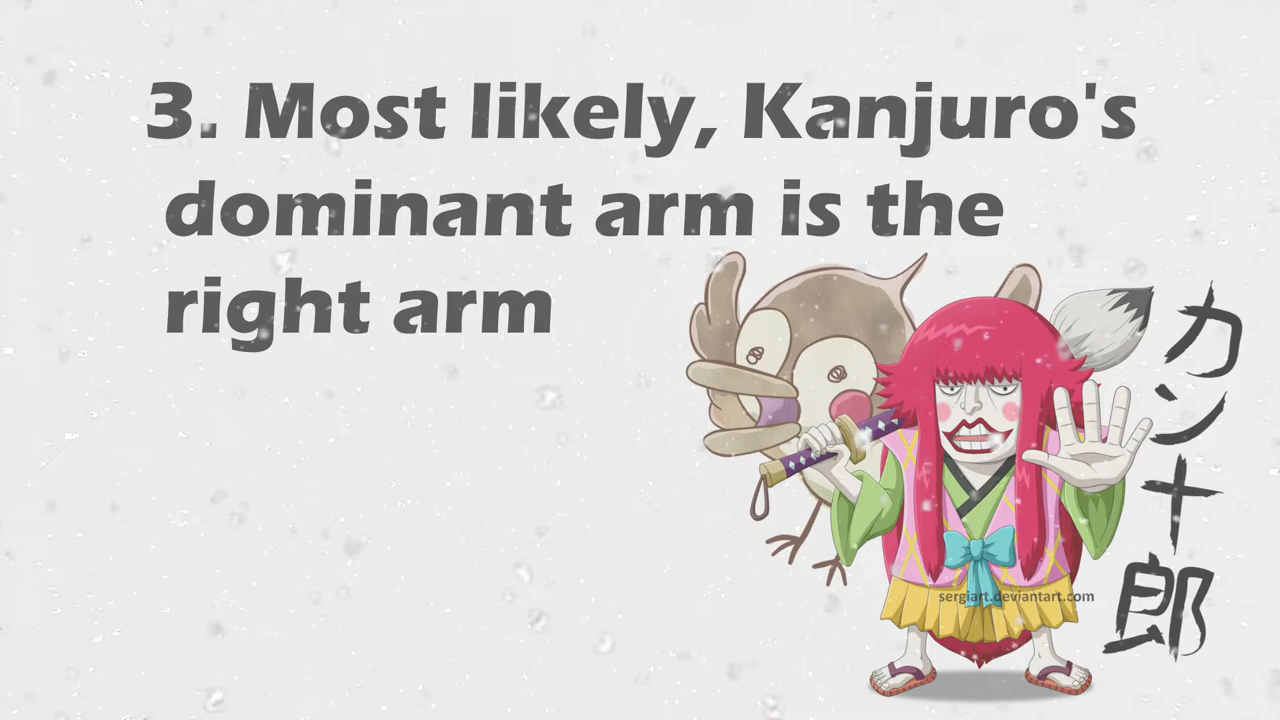 3. Most likely, Kanjuro's
dominant arm is the
right arm
カン十郎
sergiart.deviantart.com